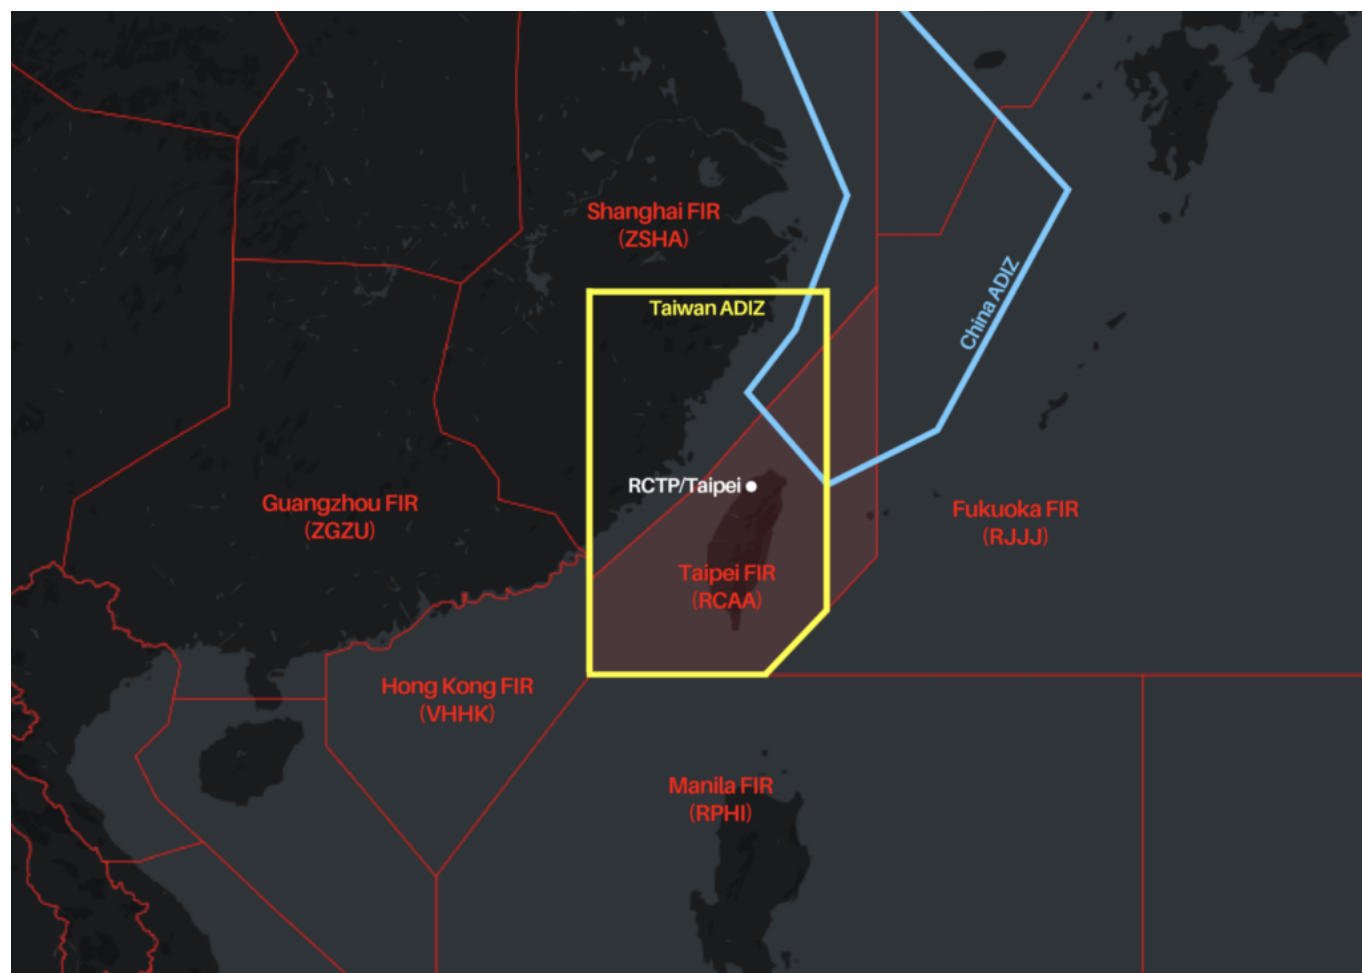 Shanghai FIR
(ZSHA)
Taiwan ADIZ
China ADIZ
RCTP/Taipei
Guangzhou FIR
(ZGZU)
Fukuoka FIR
(RJJJ)
Taipei FIR
(RCAA)
Hong Kong FIR
(VHHK)
Manila FIR
(RPHI)